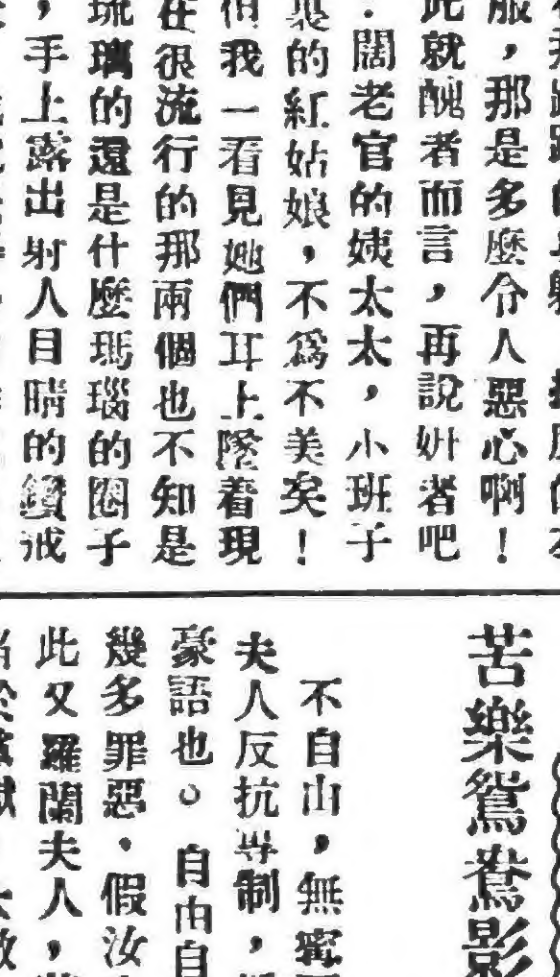 服，那是多麼令人惡心啊！
此就醜者而言，再說姸者吧
．闊老官的姨太太，小班子
裏的紅姑娘，不爲不美矣！
但我一看見她們耳上墜着現
在很流行的那兩個也不知是
琉璃的還是什麼瑪瑙的圈子
，手上露出射人目睛的鑽戒
苦樂鴛鴦影
不自由，無寗
夫人反抗專制，
豪語也。自由自
幾多罪惡．假汝
此又羅蘭夫人，